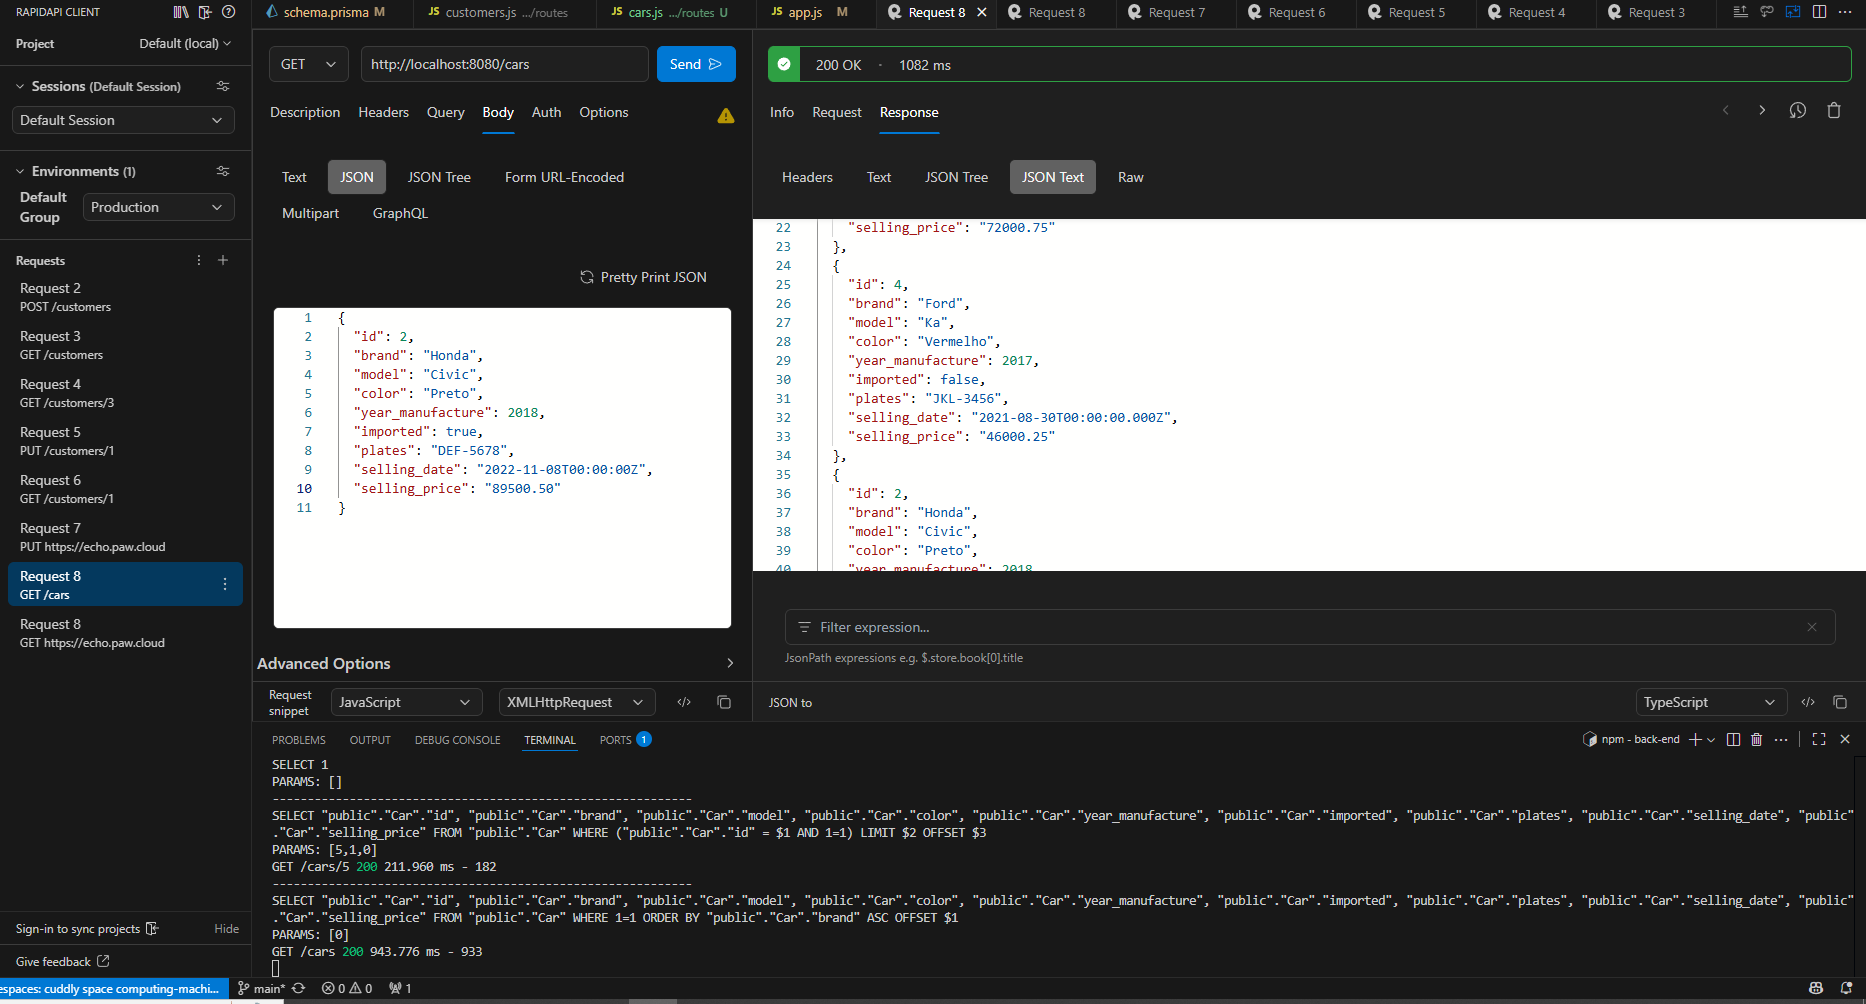 RAPIDAPI CLIENT
schema.prisma M
JS customers.js .../routes
JS cars.js .../routes U
JS app.js M
Request 8
Request 8
Request 7
Request 6
Request 5
Request 4
Request 3
Project
Default (local)
Sessions (Default Session)
Default Session
Environments (1)
Default Group
Production
Requests
Request 2
POST /customers
Request 3
GET /customers
Request 4
GET /customers/3
Request 5
PUT /customers/1
Request 6
GET /customers/1
Request 7
PUT https://echo.paw.cloud
Request 8
GET /cars
Request 8
GET https://echo.paw.cloud
Sign-in to sync projects
Hide
Give feedback
GET
http://localhost:8080/cars
Send
Description Headers Query Body Auth Options
Text JSON JSON Tree Form URL-Encoded
Multipart GraphQL
Pretty Print JSON
1 {
2 "id": 2,
3 "brand": "Honda",
4 "model": "Civic",
5 "color": "Preto",
6 "year_manufacture": 2018,
7 "imported": true,
8 "plates": "DEF-5678",
9 "selling_date": "2022-11-08T00:00:00Z",
10 "selling_price": "89500.50"
11 }
Advanced Options
Request snippet
JavaScript
XMLHttpRequest
200 OK · 1082 ms
Info Request Response
Headers Text JSON Tree JSON Text Raw
22 "selling_price": "72000.75"
23 },
24 {
25 "id": 4,
26 "brand": "Ford",
27 "model": "Ka",
28 "color": "Vermelho",
29 "year_manufacture": 2017,
30 "imported": false,
31 "plates": "JKL-3456",
32 "selling_date": "2021-08-30T00:00:00.000Z",
33 "selling_price": "46000.25"
34 },
35 {
36 "id": 2,
37 "brand": "Honda",
38 "model": "Civic",
39 "color": "Preto",
40 "year_manufacture": 2018
Filter expression...
JsonPath expressions e.g. $.store.book[0].title
JSON to
TypeScript
PROBLEMS OUTPUT DEBUG CONSOLE TERMINAL PORTS 1
npm - back-end
SELECT 1
PARAMS: []
------------------------------------------------------------
SELECT "public"."Car"."id", "public"."Car"."brand", "public"."Car"."model", "public"."Car"."color", "public"."Car"."year_manufacture", "public"."Car"."imported", "public"."Car"."plates", "public"."Car"."selling_date", "public"
."Car"."selling_price" FROM "public"."Car" WHERE ("public"."Car"."id" = $1 AND 1=1) LIMIT $2 OFFSET $3
PARAMS: [5,1,0]
GET /cars/5 200 211.960 ms - 182
------------------------------------------------------------
SELECT "public"."Car"."id", "public"."Car"."brand", "public"."Car"."model", "public"."Car"."color", "public"."Car"."year_manufacture", "public"."Car"."imported", "public"."Car"."plates", "public"."Car"."selling_date", "public"
."Car"."selling_price" FROM "public"."Car" WHERE 1=1 ORDER BY "public"."Car"."brand" ASC OFFSET $1
PARAMS: [0]
GET /cars 200 943.776 ms - 933
espaces: cuddly space computing-machi...
main*
0 0
1